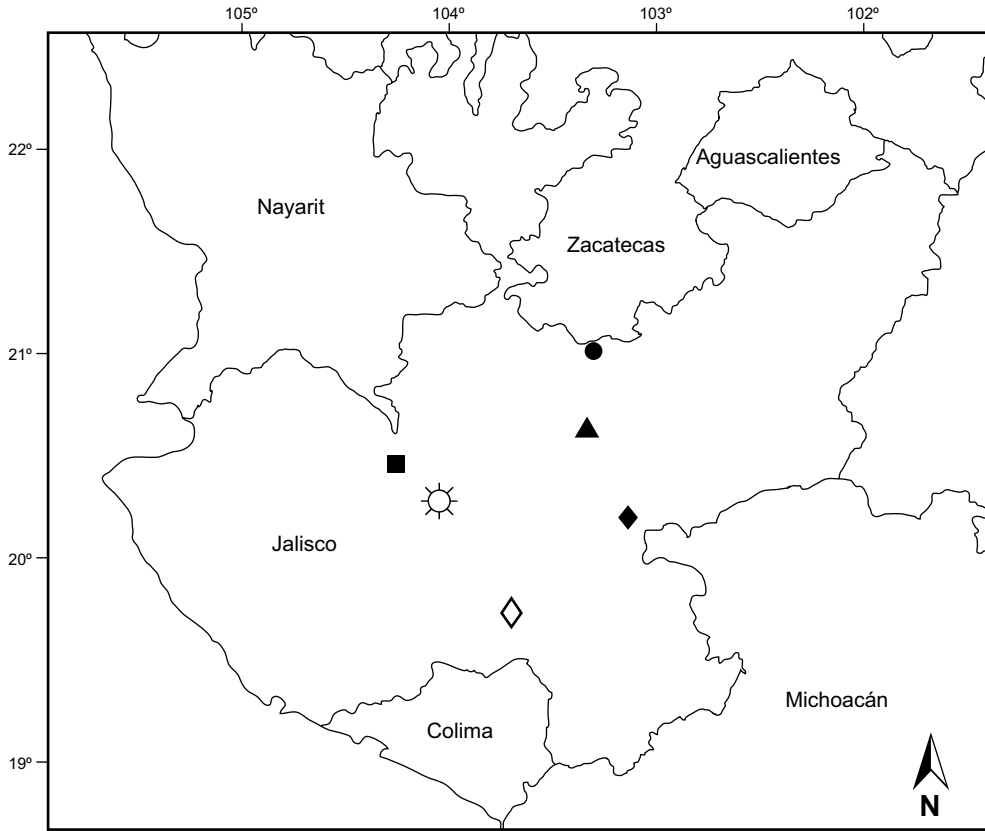 105º 104º 103º 102º
22º
Aguascalientes
Nayarit
Zacatecas
21º
Jalisco
20º
Michoacán
Colima
19º
N